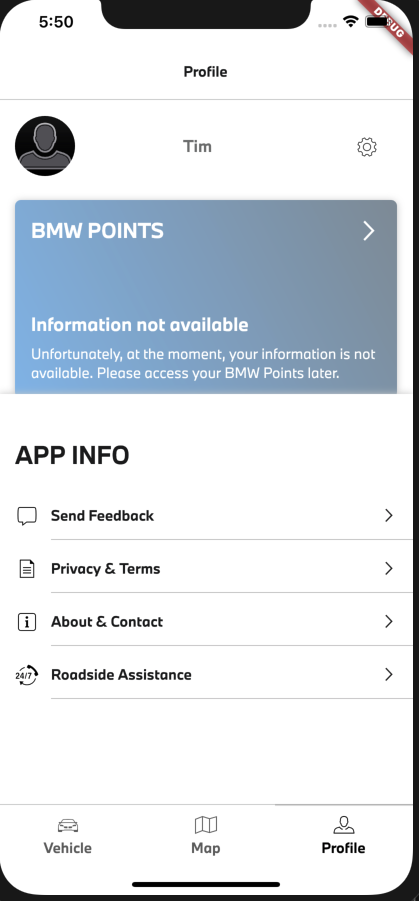 5:50
DEBUG
Profile
Tim
BMW POINTS
Information not available
Unfortunately, at the moment, your information is not
available. Please access your BMW Points later.
APP INFO
Send Feedback
Privacy & Terms
About & Contact
24/7
Roadside Assistance
Vehicle
Map
Profile